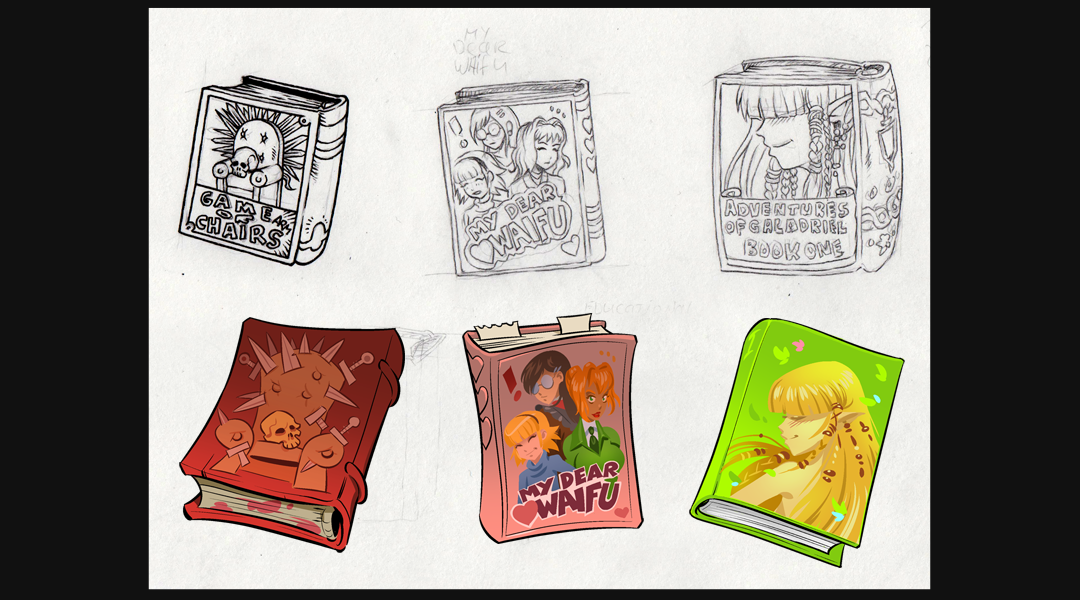 MY
DEAR
WAIFU
GAME
OF
CHAIRS
MY DEAR
WAIFU
ADVENTURES
OF GALADRIEL
BOOK ONE
MY DEAR
WAIFU